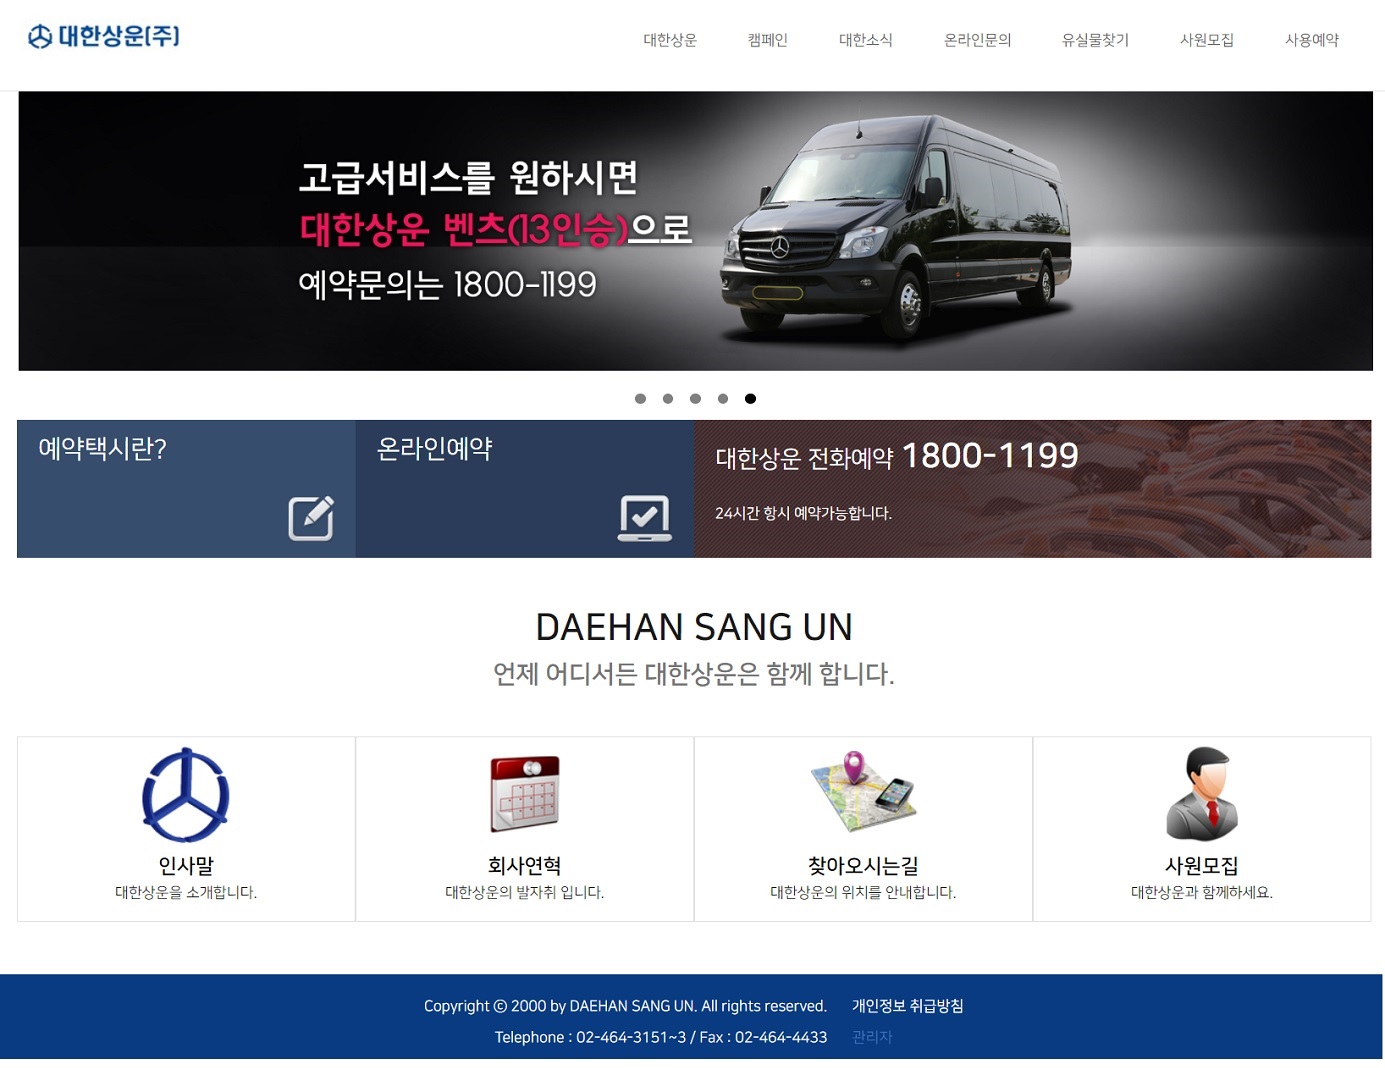 대한상운(주)
대한상운 캠페인 대한소식 온라인문의 유실물찾기 사원모집 사용예약
고급서비스를 원하시면
대한상운 벤츠(13인승)으로
예약문의는 1800-1199
예약택시란?
온라인예약
대한상운 전화예약 1800-1199
24시간 항시 예약가능합니다.
DAEHAN SANG UN
언제 어디서든 대한상운은 함께 합니다.
인사말
대한상운을 소개합니다.
회사연혁
대한상운의 발자취 입니다.
찾아오시는길
대한상운의 위치를 안내합니다.
사원모집
대한상운과 함께하세요.
Copyright ⓒ 2000 by DAEHAN SANG UN. All rights reserved. 개인정보 취급방침
Telephone : 02-464-3151~3 / Fax : 02-464-4433 관리자